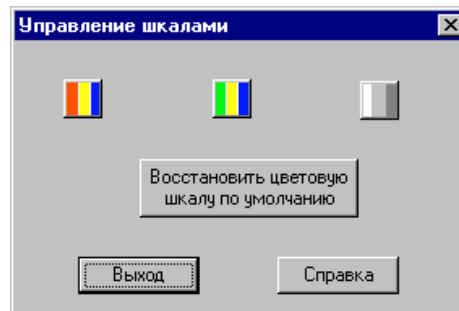 Управление шкалами
Восстановить цветовую
шкалу по умолчанию
Выход
Справка